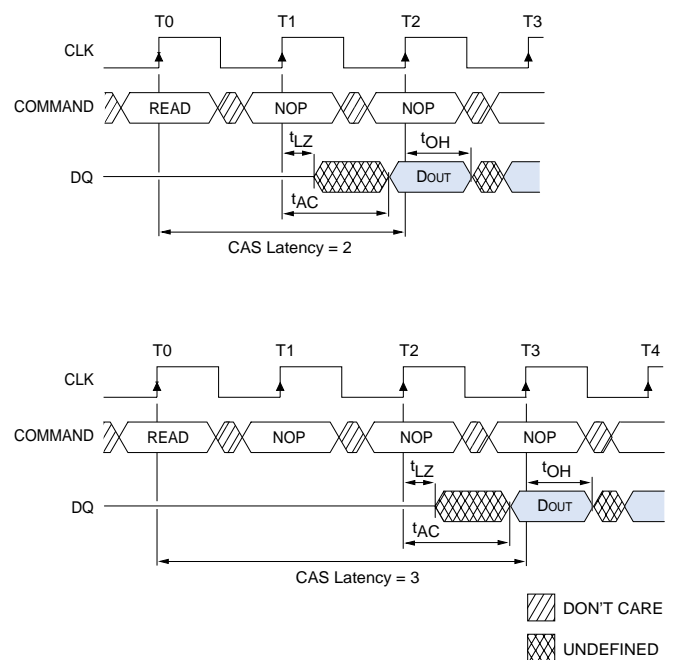 T0 T1 T2 T3
CLK
COMMAND READ NOP NOP
tLZ tOH
DQ DOUT
tAC
CAS Latency = 2
T0 T1 T2 T3 T4
CLK
COMMAND READ NOP NOP NOP
tLZ tOH
DQ DOUT
tAC
CAS Latency = 3
DON'T CARE
UNDEFINED